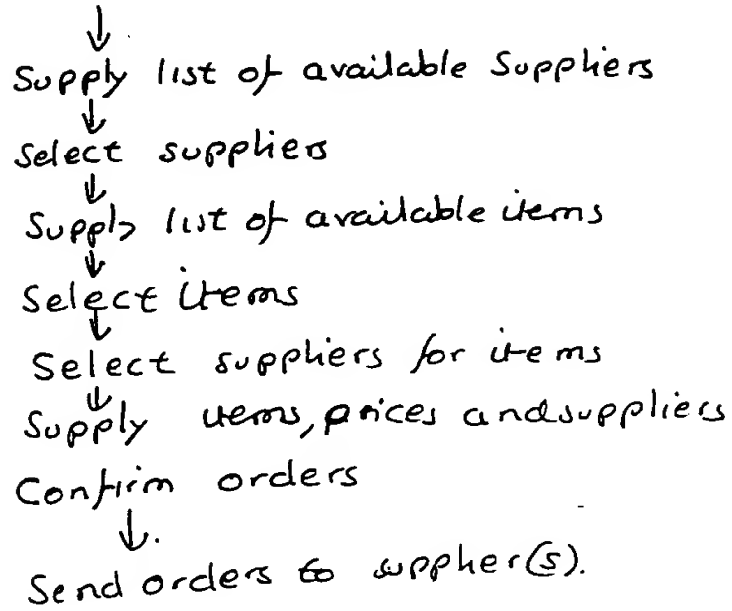 Supply list of available Suppliers
Select suppliers
Supply list of available items
Select items
Select suppliers for items
Supply items, prices and suppliers
Confirm orders
Send orders to supplier(s).